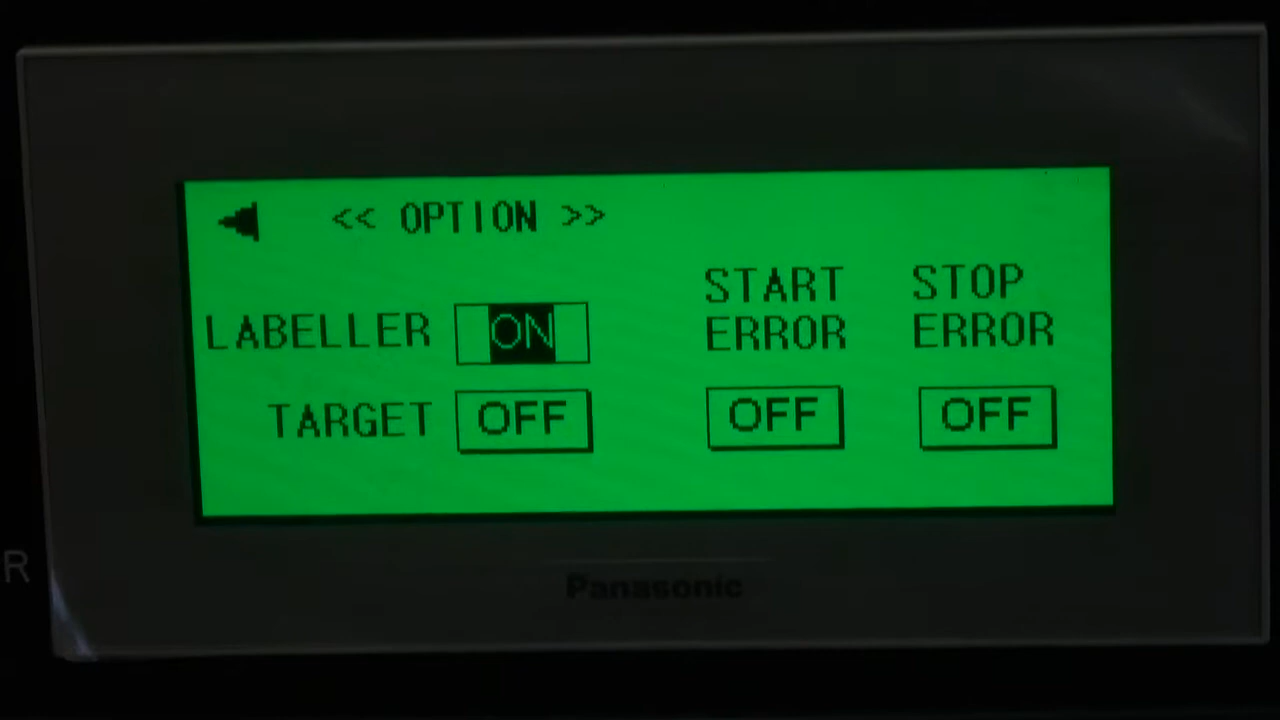 ◀ << OPTION >>
START STOP
LABELLER ON ERROR ERROR
TARGET OFF OFF OFF
R
Panasonic